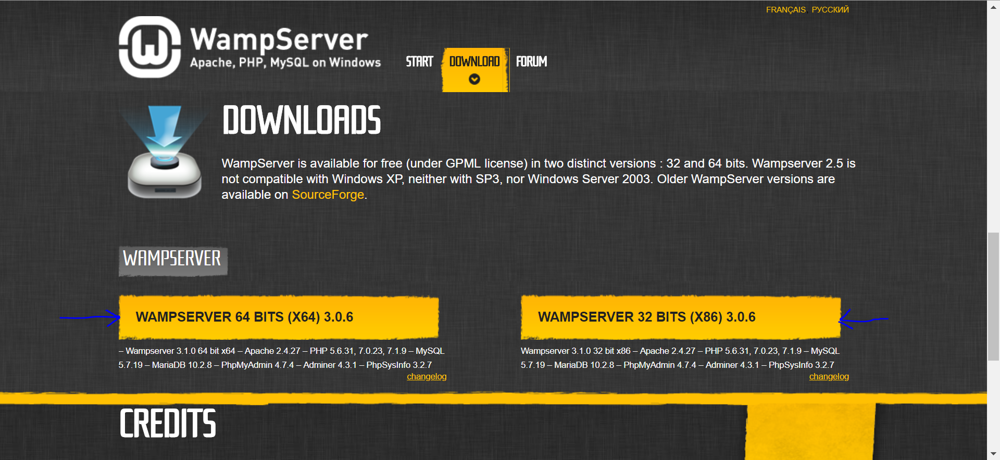 FRANÇAIS РУССКИЙ
WampServer
Apache, PHP, MySQL on Windows
START DOWNLOAD FORUM
DOWNLOADS
WampServer is available for free (under GPML license) in two distinct versions : 32 and 64 bits. Wampserver 2.5 is
not compatible with Windows XP, neither with SP3, nor Windows Server 2003. Older WampServer versions are
available on SourceForge.
WAMPSERVER
WAMPSERVER 64 BITS (X64) 3.0.6
– Wampserver 3.1.0 64 bit x64 – Apache 2.4.27 – PHP 5.6.31, 7.0.23, 7.1.9 – MySQL
5.7.19 – MariaDB 10.2.8 – PhpMyAdmin 4.7.4 – Adminer 4.3.1 – PhpSysInfo 3.2.7
changelog
WAMPSERVER 32 BITS (X86) 3.0.6
Wampserver 3.1.0 32 bit x86 – Apache 2.4.27 – PHP 5.6.31, 7.0.23, 7.1.9 – MySQL
5.7.19 – MariaDB 10.2.8 – PhpMyAdmin 4.7.4 – Adminer 4.3.1 – PhpSysInfo 3.2.7
changelog
CREDITS